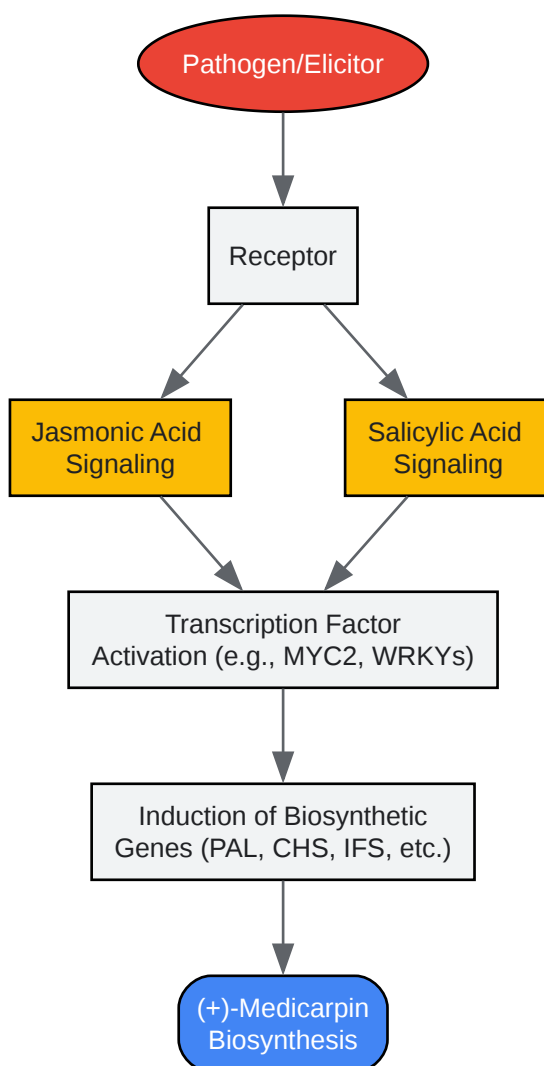 Pathogen/Elicitor
Receptor
Jasmonic Acid
Signaling
Salicylic Acid
Signaling
Transcription Factor
Activation (e.g., MYC2, WRKYs)
Induction of Biosynthetic
Genes (PAL, CHS, IFS, etc.)
(+)-Medicarpin
Biosynthesis